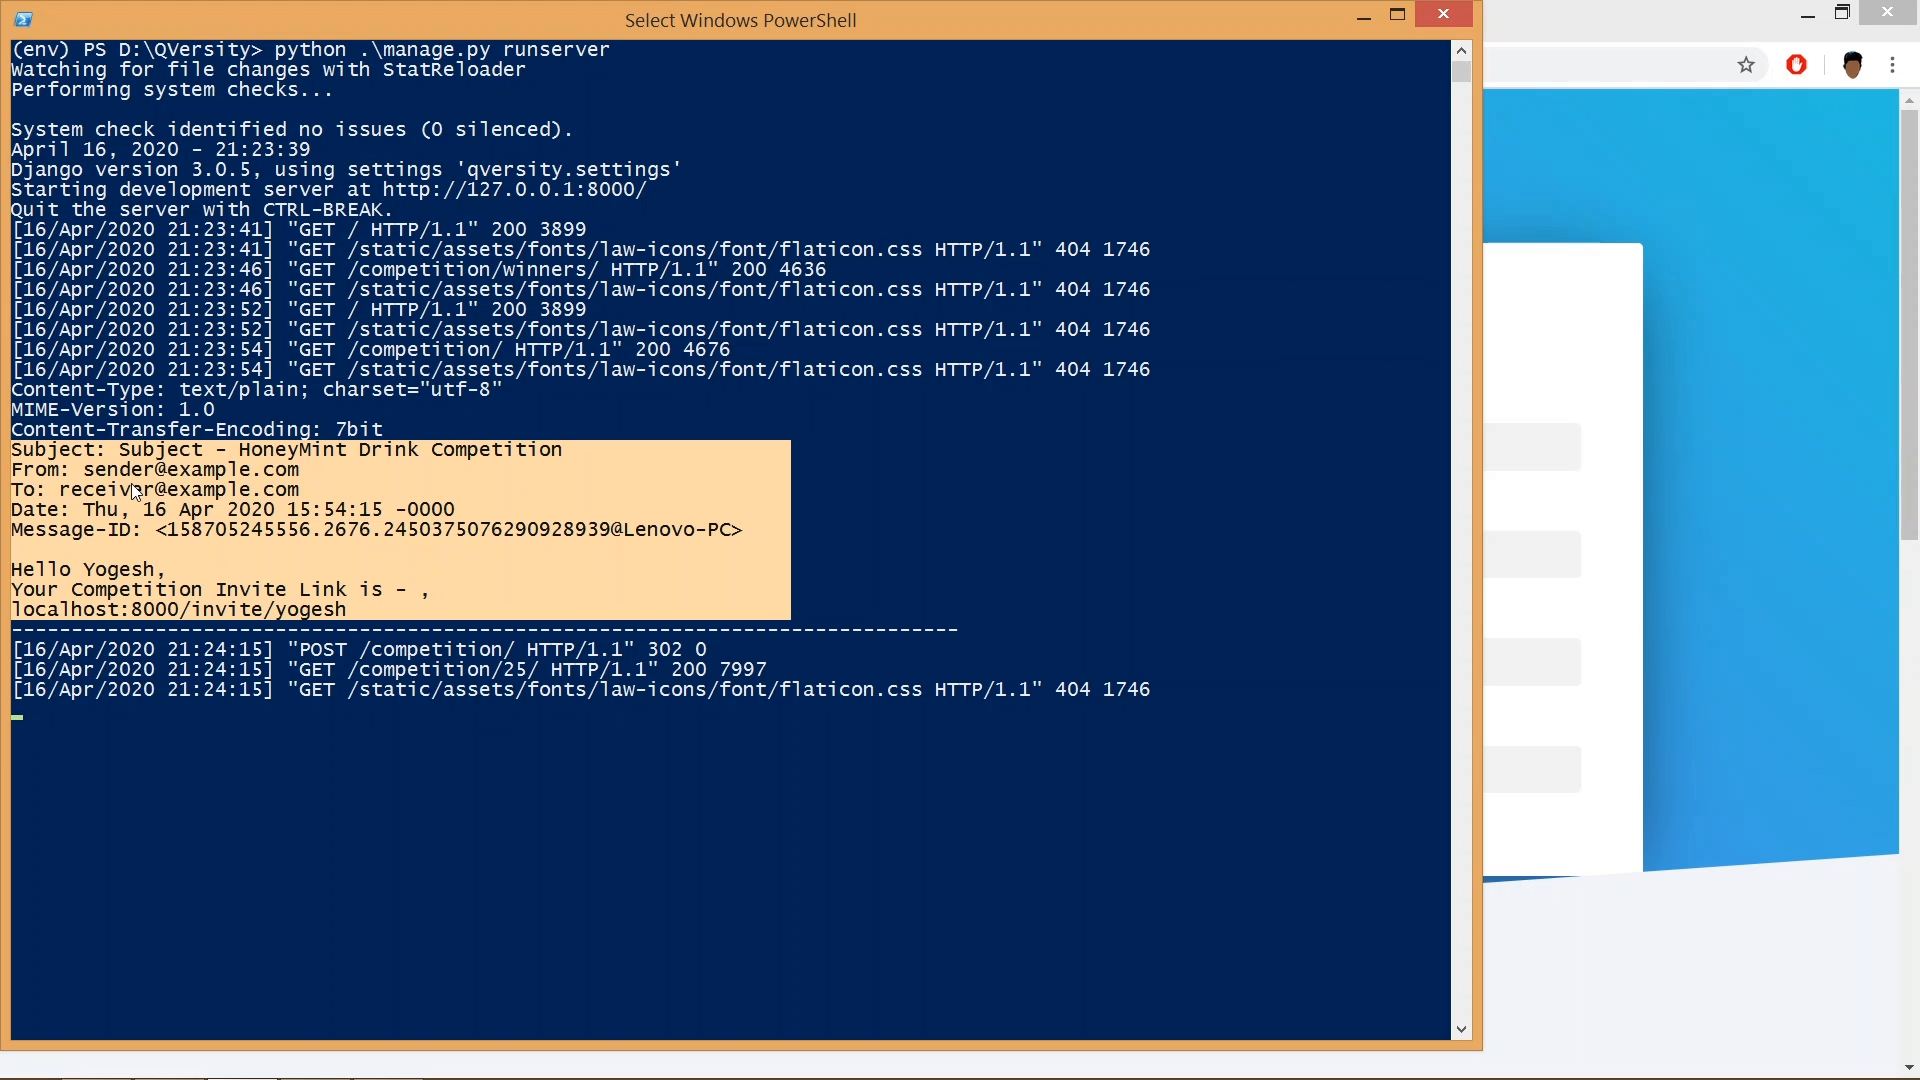 Select Windows PowerShell
(env) PS D:\QVersity> python .\manage.py runserver
Watching for file changes with StatReloader
Performing system checks...
System check identified no issues (0 silenced).
April 16, 2020 - 21:23:39
Django version 3.0.5, using settings 'qversity.settings'
Starting development server at http://127.0.0.1:8000/
Quit the server with CTRL-BREAK.
[16/Apr/2020 21:23:41] "GET / HTTP/1.1" 200 3899
[16/Apr/2020 21:23:41] "GET /static/assets/fonts/law-icons/font/flaticon.css HTTP/1.1" 404 1746
[16/Apr/2020 21:23:46] "GET /competition/winners/ HTTP/1.1" 200 4636
[16/Apr/2020 21:23:46] "GET /static/assets/fonts/law-icons/font/flaticon.css HTTP/1.1" 404 1746
[16/Apr/2020 21:23:52] "GET / HTTP/1.1" 200 3899
[16/Apr/2020 21:23:52] "GET /static/assets/fonts/law-icons/font/flaticon.css HTTP/1.1" 404 1746
[16/Apr/2020 21:23:54] "GET /competition/ HTTP/1.1" 200 4676
[16/Apr/2020 21:23:54] "GET /static/assets/fonts/law-icons/font/flaticon.css HTTP/1.1" 404 1746
Content-Type: text/plain; charset="utf-8"
MIME-Version: 1.0
Content-Transfer-Encoding: 7bit
Subject: Subject - HoneyMint Drink Competition
From: sender@example.com
To: receiver@example.com
Date: Thu, 16 Apr 2020 15:54:15 -0000
Message-ID: <158705245556.2676.2450375076290928939@Lenovo-PC>
Hello Yogesh,
Your Competition Invite Link is - ,
localhost:8000/invite/yogesh
-------------------------------------------------------------------------------
[16/Apr/2020 21:24:15] "POST /competition/ HTTP/1.1" 302 0
[16/Apr/2020 21:24:15] "GET /competition/25/ HTTP/1.1" 200 7997
[16/Apr/2020 21:24:15] "GET /static/assets/fonts/law-icons/font/flaticon.css HTTP/1.1" 404 1746